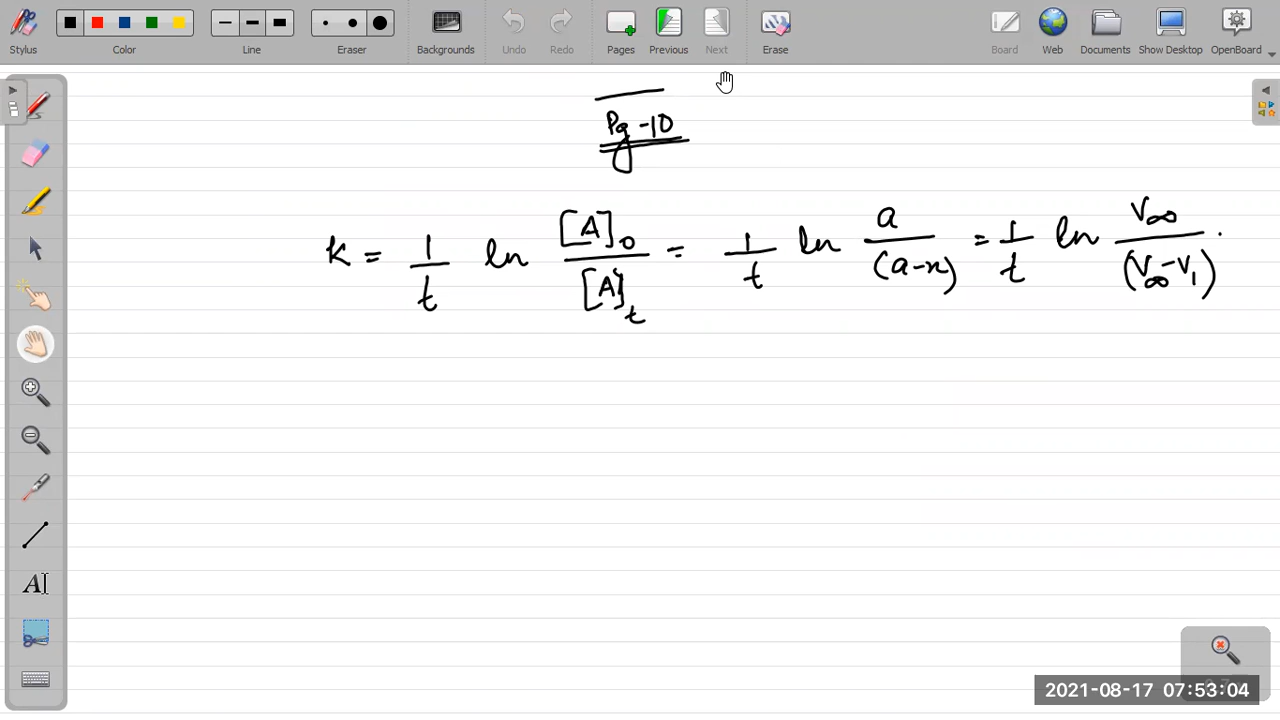 Stylus Color Line Eraser Backgrounds Undo Redo Pages Previous Next Erase Board Web Documents Show Desktop OpenBoard
Pg-10
k = 1/t ln [A]₀/[A]t = 1/t ln a/(a-x) = 1/t ln V∞/(V∞-V₁).
2021-08-17 07:53:04